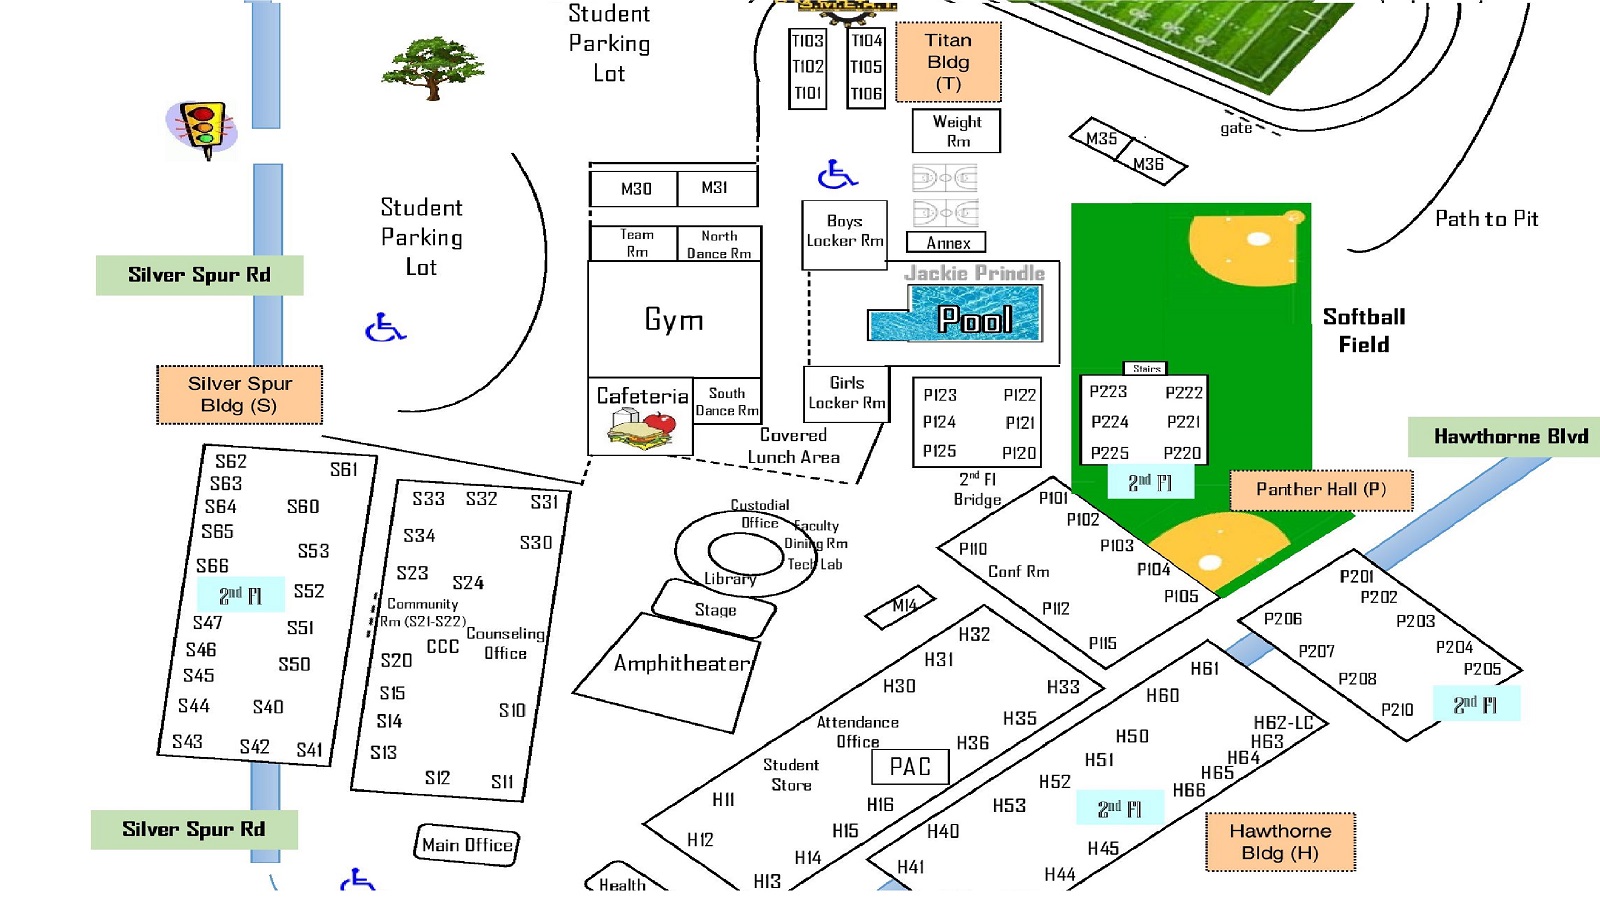 Student
Parking
Lot
T103
T102
T101
T104
T105
T106
Titan
Bldg
(T)
Weight
Rm
gate
M35
M36
M30
M31
Student
Parking
Lot
Boys
Locker Rm
Path to Pit
Team
Rm
North
Dance Rm
Annex
Silver Spur Rd
Jackie Prindle
Pool
Gym
Softball
Field
Silver Spur
Bldg (S)
Cafeteria
South
Dance Rm
Girls
Locker Rm
Stairs
P123
P122
P124
P121
P125
P120
P223
P222
P224
P221
P225
P220
2nd Fl
Covered
Lunch Area
Hawthorne Blvd
2nd Fl
Bridge
Panther Hall (P)
S62
S61
S63
S64
S60
S65
S53
S66
2nd Fl
S52
S47
S51
S46
S50
S45
S44
S40
S43
S42
S41
S33
S32
S31
S34
S30
S23
S24
Community
Rm (S21-S22)
CCC
Counseling
Office
S20
S15
S10
S14
S13
S12
S11
Custodial
Office
Faculty
Dining Rm
Tech Lab
Library
Stage
Amphitheater
M14
P101
P102
P103
P104
P105
P110
Conf Rm
P112
P115
P201
P202
P203
P204
P205
P206
P207
P208
P210
2nd Fl
H32
H31
H30
H33
H35
H36
Attendance
Office
PAC
Student
Store
H11
H12
H16
H15
H14
H13
H61
H60
H62-LC
H63
H64
H65
H66
H50
H51
H52
H53
2nd Fl
H40
H41
H45
H44
Hawthorne
Bldg (H)
Silver Spur Rd
Main Office
Health